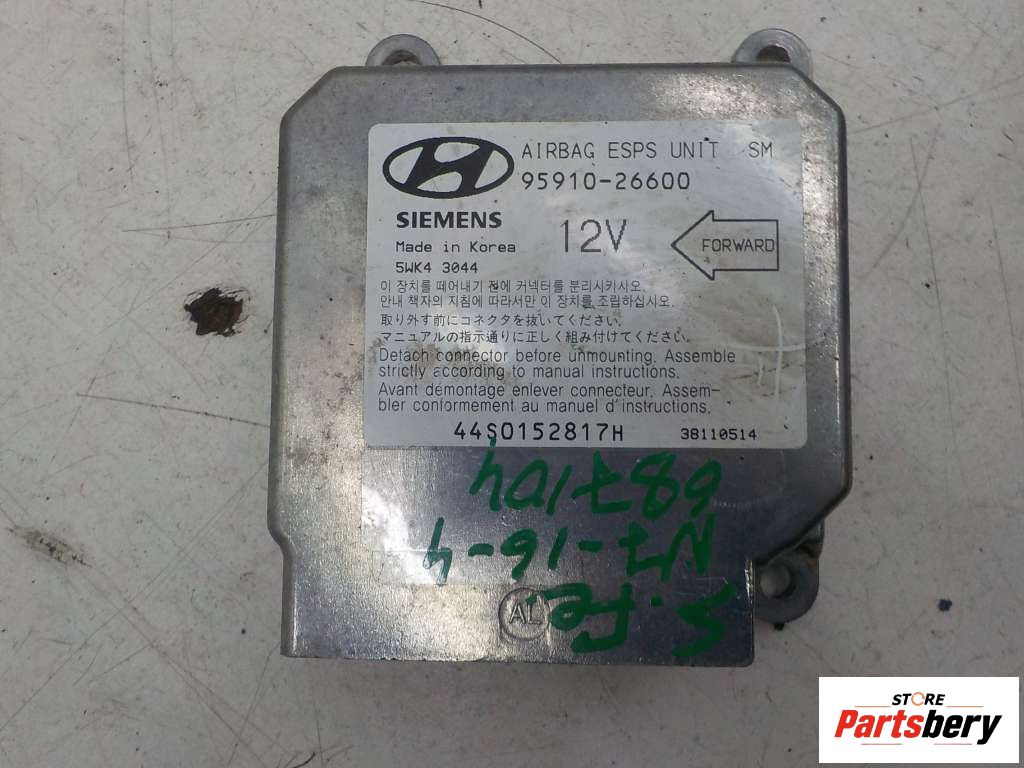 AIRBAG ESPS UNIT SM
95910-26600
SIEMENS
12V
FORWARD
Made in Korea
5WK4 3044
이 장치를 떼어내기 전에 커넥터를 분리시키시오.
안내 책자의 지침에 따라서만 이 장치를 조립하십시오.
取り外す前にコネクタを抜いてください.
マニュアルの指示通りに正しく組み付けてください.
Detach connector before unmounting. Assemble
strictly according to manual instructions.
Avant démontage enlever connecteur. Assem-
bler conformement au manuel d'instructions.
44S0152817H
38110514
S.Fe
N7-16-4
687104
AL
STORE
Partsbery